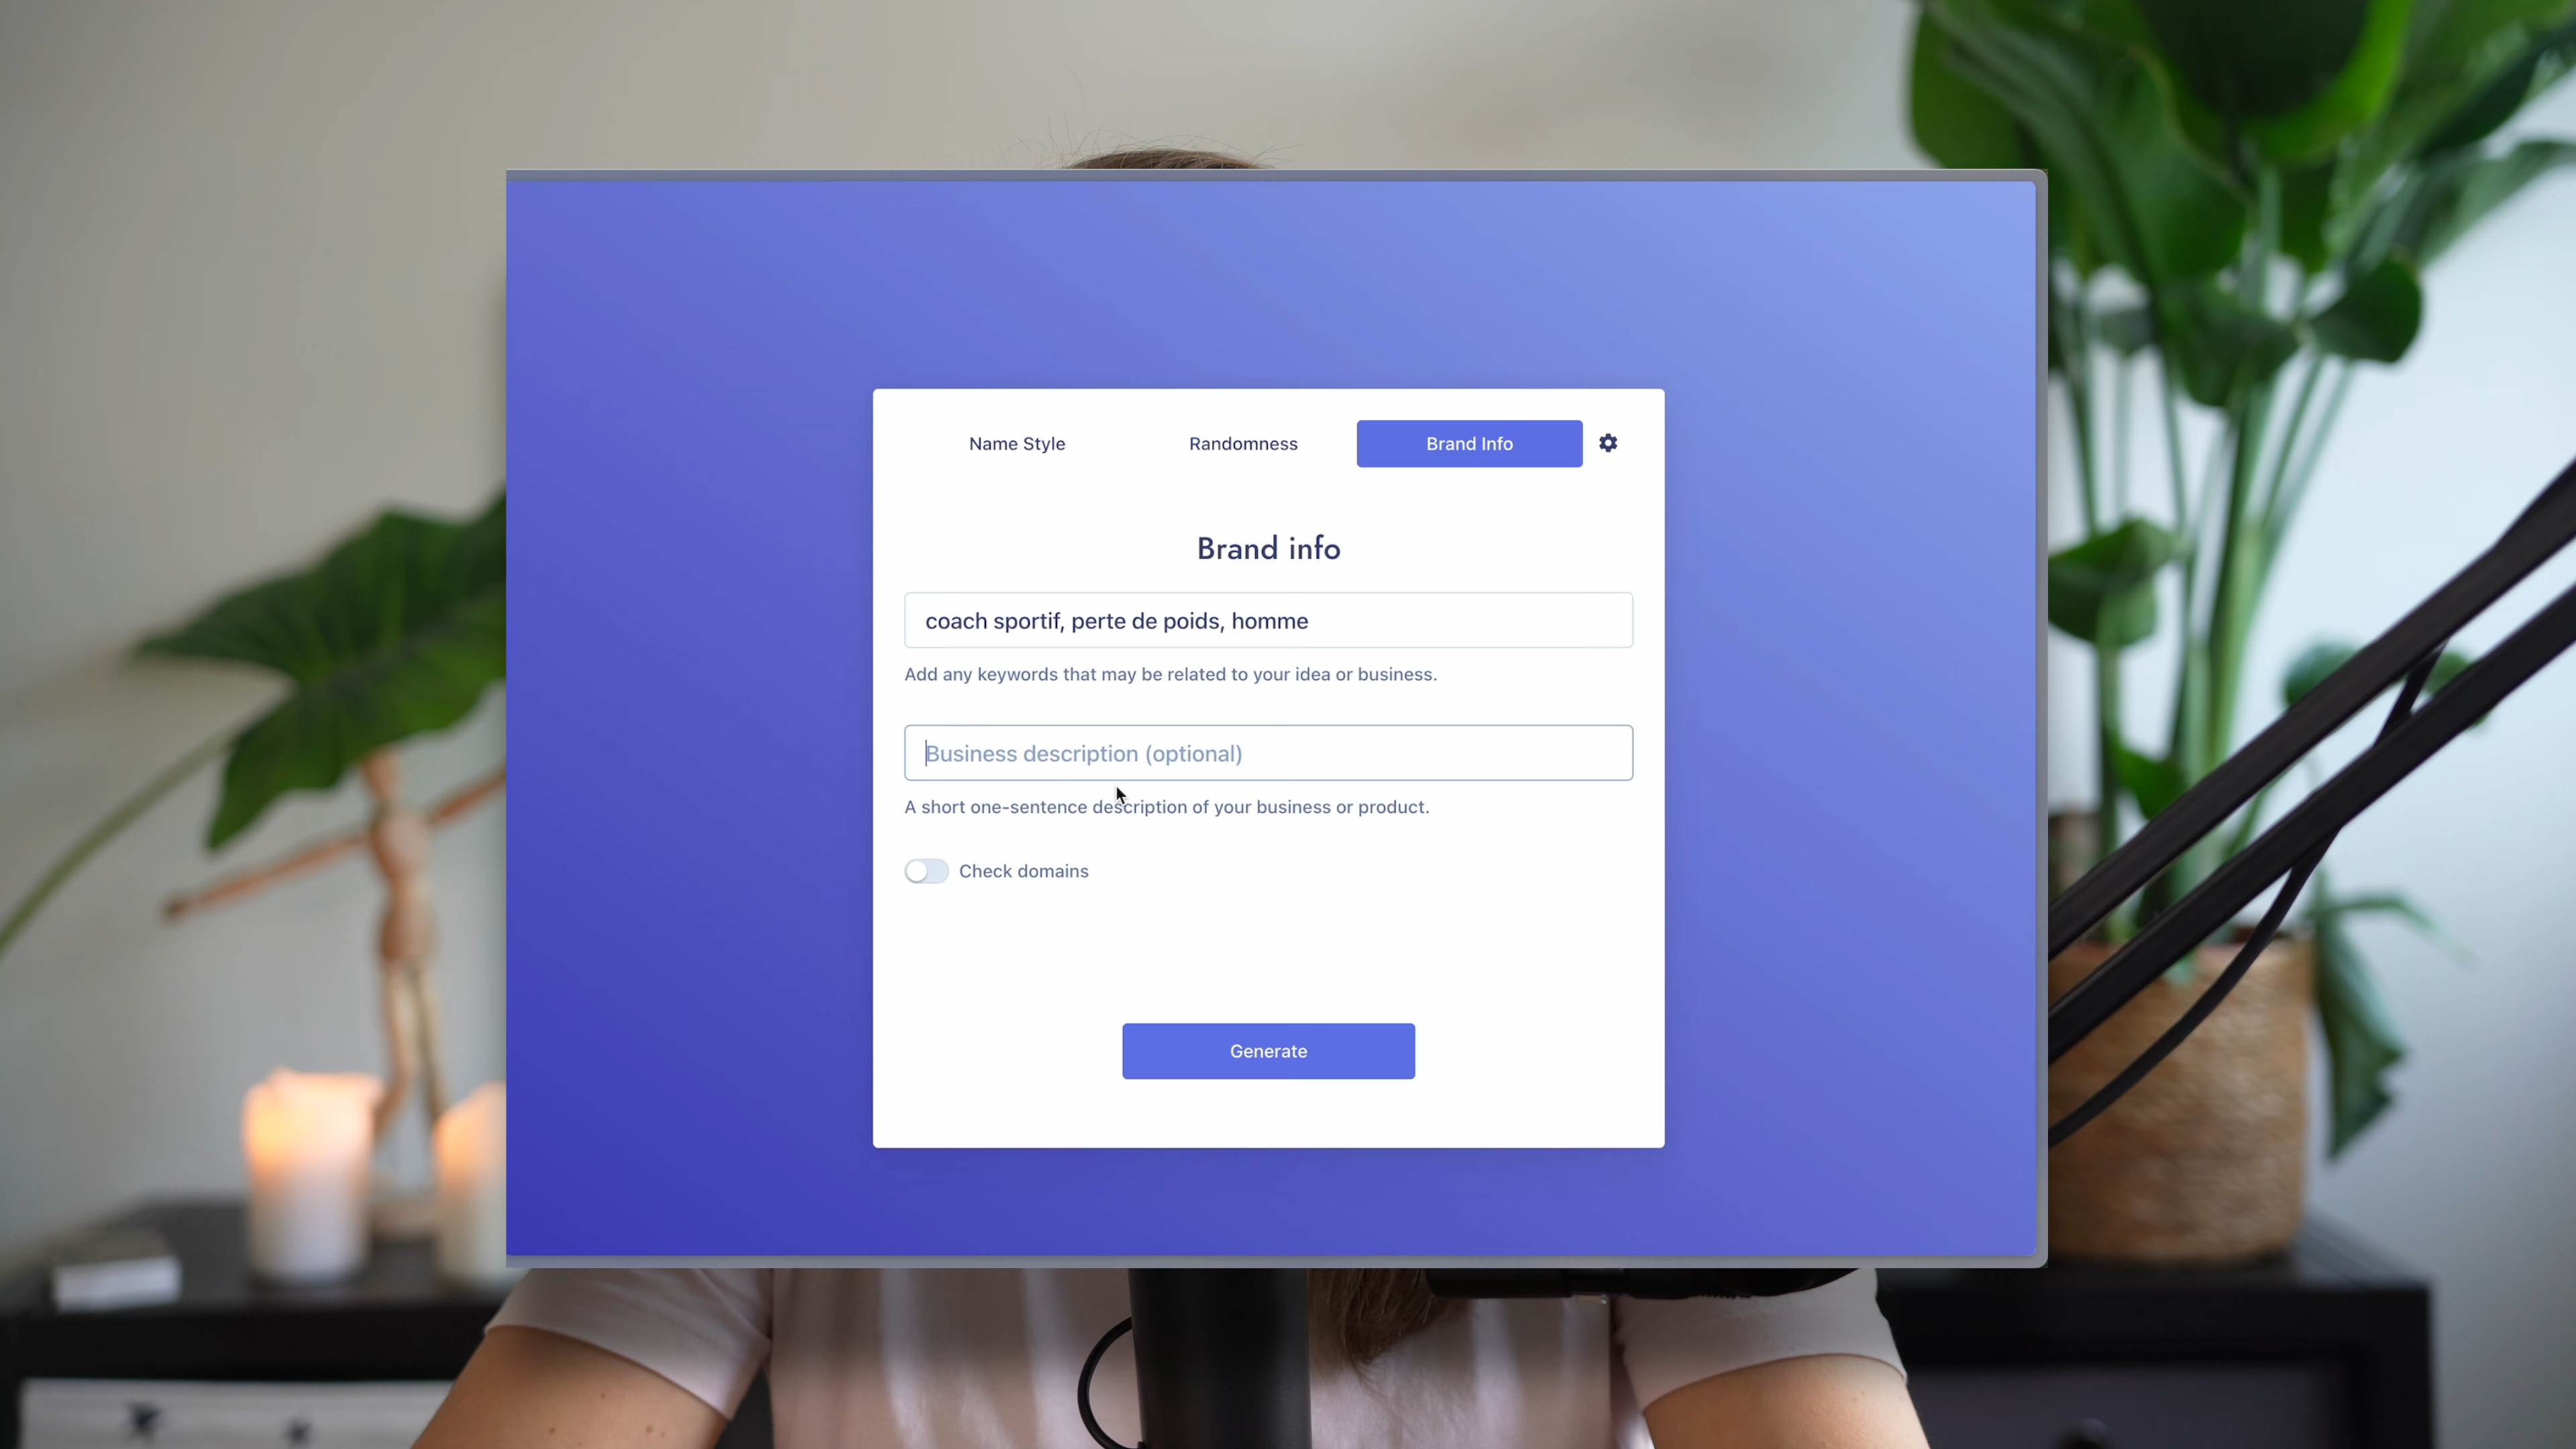 Name Style
Randomness
Brand Info
Brand info
coach sportif, perte de poids, homme
Add any keywords that may be related to your idea or business.
Business description (optional)
A short one-sentence description of your business or product.
Check domains
Generate